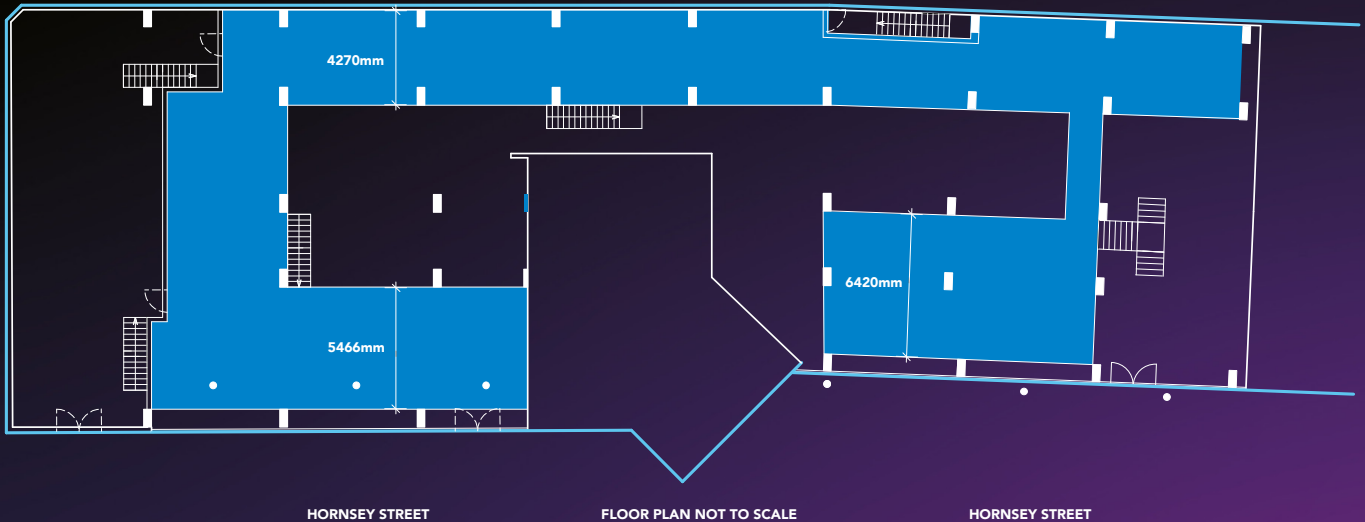 4270mm
6420mm
5466mm
HORNSEY STREET
FLOOR PLAN NOT TO SCALE
HORNSEY STREET